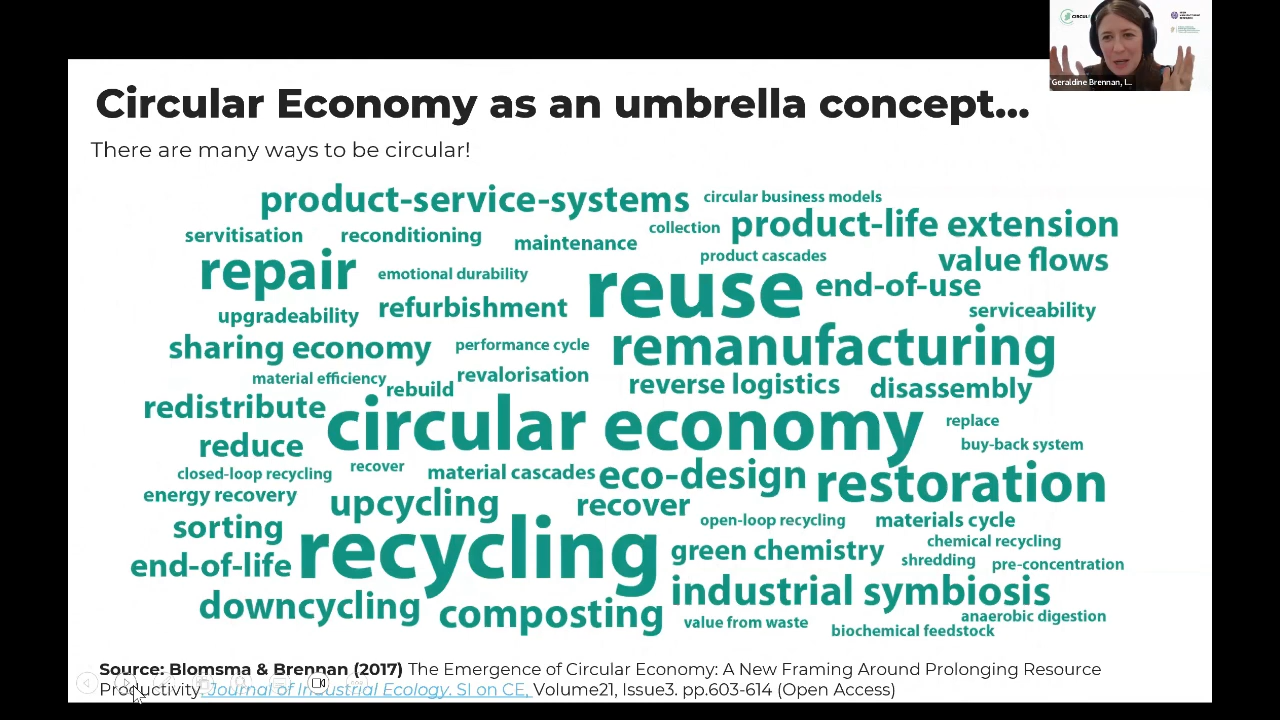 CIRCUL
Geraldine Brennan, I...
Circular Economy as an umbrella concept...
There are many ways to be circular!
product-service-systems
circular business models
servitisation
reconditioning
maintenance
collection
product-life extension
repair
emotional durability
product cascades
value flows
reuse
end-of-use
upgradeability
refurbishment
serviceability
sharing economy
performance cycle
remanufacturing
material efficiency
rebuild
revalorisation
reverse logistics
disassembly
redistribute
circular economy
replace
reduce
buy-back system
closed-loop recycling
recover
material cascades
eco-design
restoration
energy recovery
upcycling
recover
sorting
open-loop recycling
materials cycle
recycling
green chemistry
chemical recycling
end-of-life
shredding
pre-concentration
downcycling
composting
industrial symbiosis
value from waste
anaerobic digestion
biochemical feedstock
Source: Blomsma & Brennan (2017) The Emergence of Circular Economy: A New Framing Around Prolonging Resource
Productivity. Journal of Industrial Ecology. SI on CE, Volume21, Issue3. pp.603-614 (Open Access)